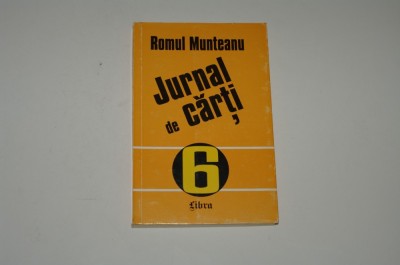 Romul Munteanu
Jurnal
de cărți
6
Libra